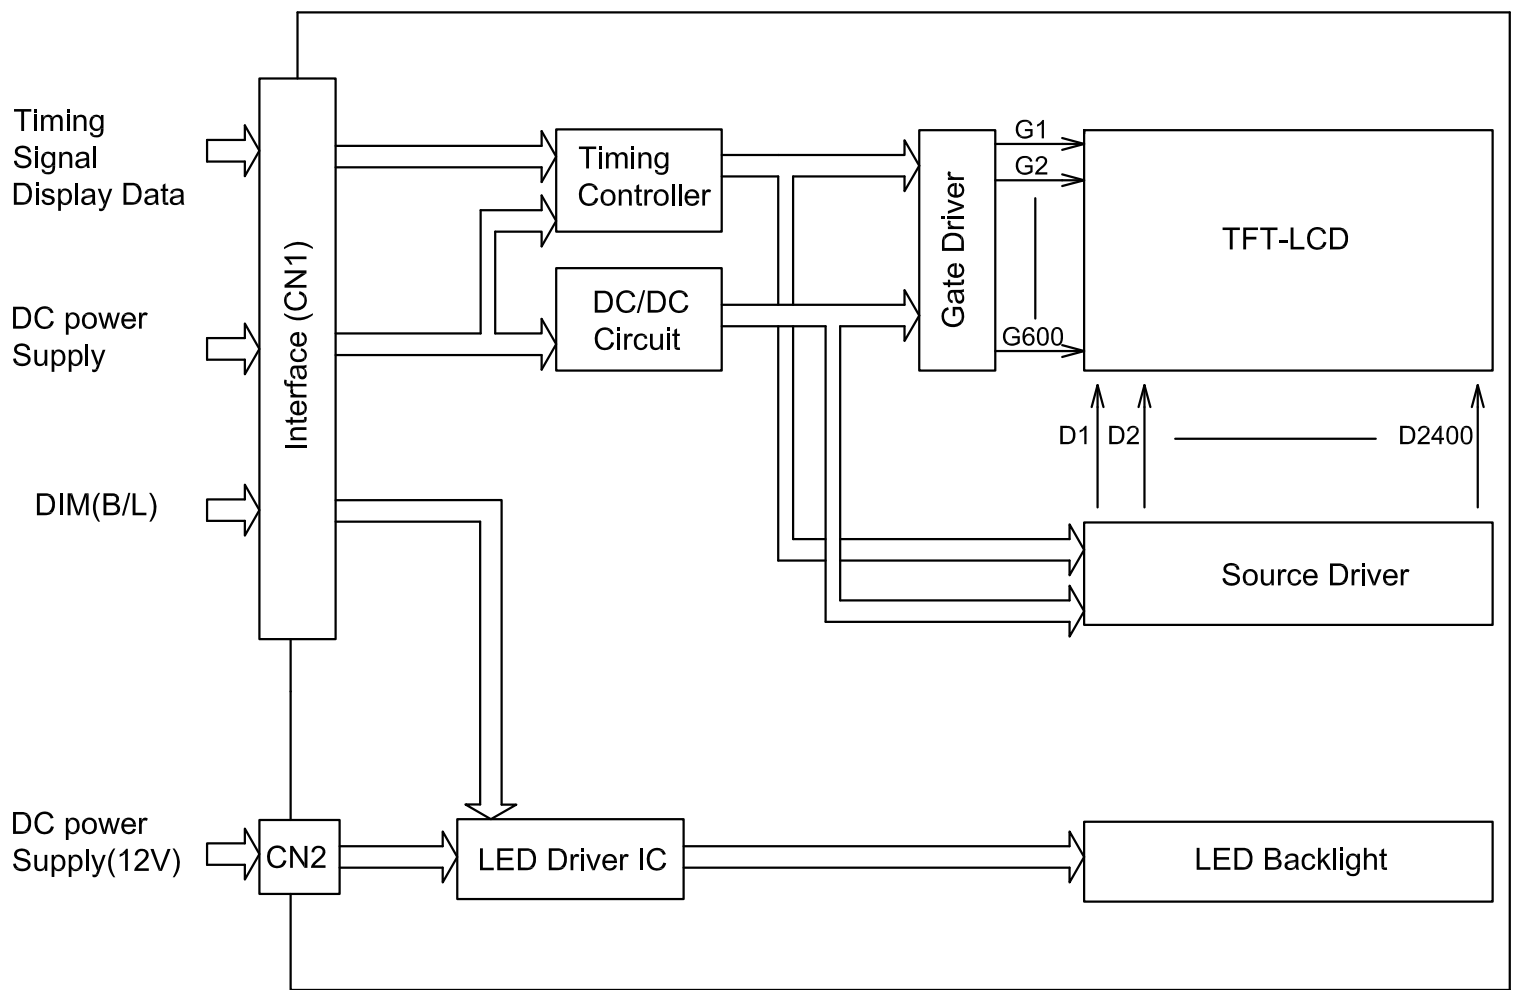 Timing
Signal
Display Data
DC power
Supply
DIM(B/L)
DC power
Supply(12V)
Interface (CN1)
CN2
Timing
Controller
DC/DC
Circuit
LED Driver IC
Gate Driver
G1
G2
G600
TFT-LCD
D1
D2
D2400
Source Driver
LED Backlight